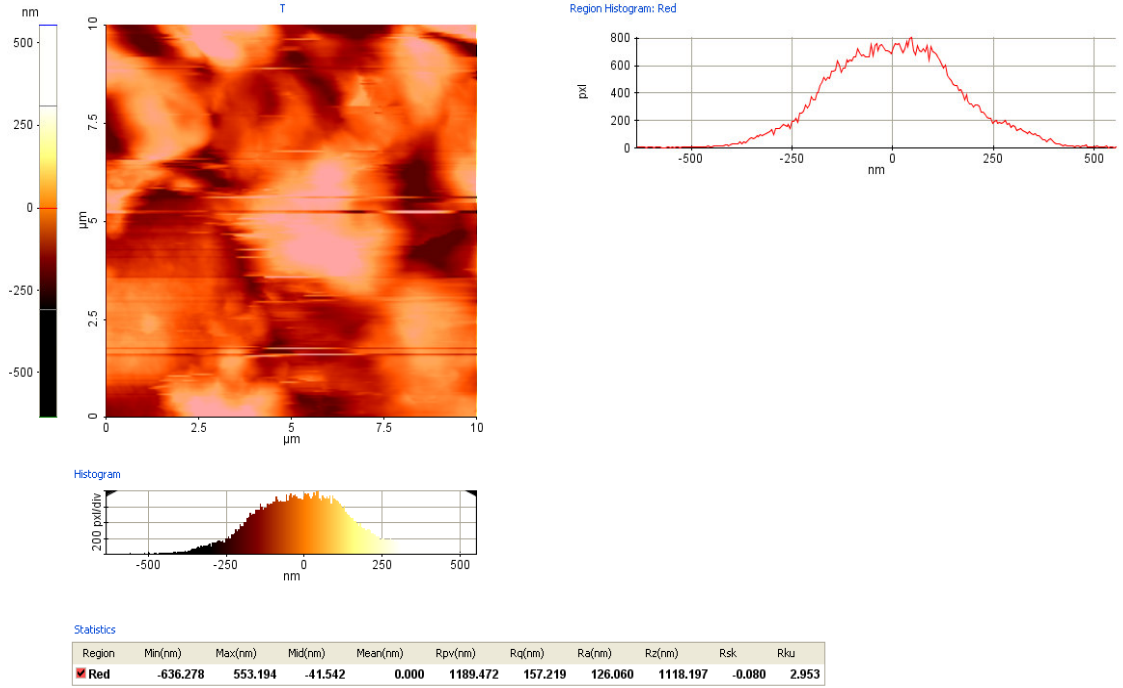 nm
T
Region Histogram: Red
500
250
0
-250
-500
10
7.5
5
2.5
0
µm
0
2.5
5
7.5
10
µm
800
600
400
200
0
pxl
-500
-250
0
250
500
nm
Histogram
200 pxl/div
-500
-250
0
250
500
nm
Statistics
Region Min(nm) Max(nm) Mid(nm) Mean(nm) Rpv(nm) Rq(nm) Ra(nm) Rz(nm) Rsk Rku
Red -636.278 553.194 -41.542 0.000 1189.472 157.219 126.060 1118.197 -0.080 2.953